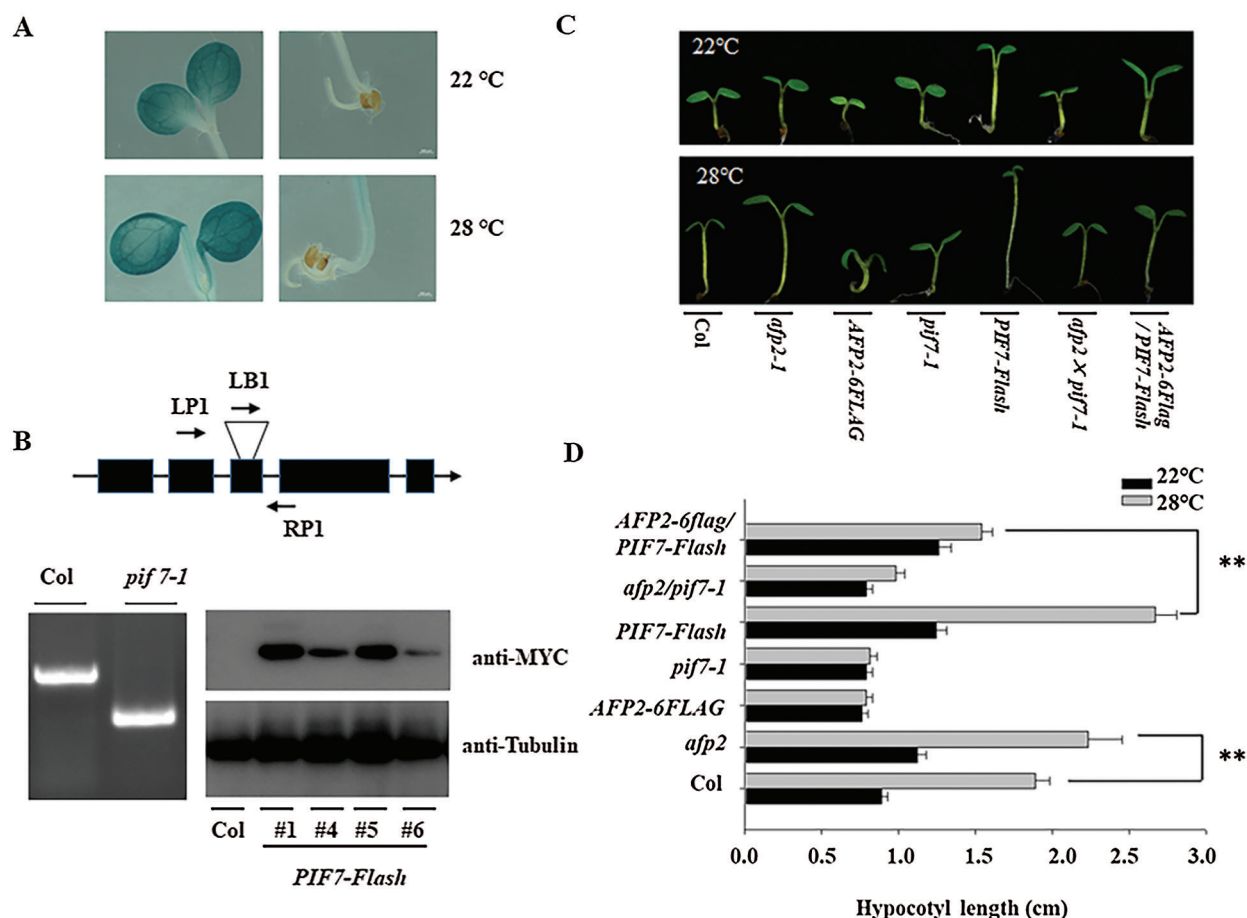 A
22 °C
28 °C
B
LP1
LB1
RP1
Col
pif 7-1
anti-MYC
anti-Tubulin
Col
#1
#4
#5
#6
PIF7-Flash
C
22°C
28°C
Col
afp2-1
AFP2-6FLAG
pif7-1
PIF7-Flash
afp2 × pif7-1
AFP2-6Flag
/ PIF7-Flash
D
22°C
28°C
AFP2-6flag/
PIF7-Flash
afp2/pif7-1
PIF7-Flash
pif7-1
AFP2-6FLAG
afp2
Col
**
**
0.0 0.5 1.0 1.5 2.0 2.5 3.0
Hypocotyl length (cm)